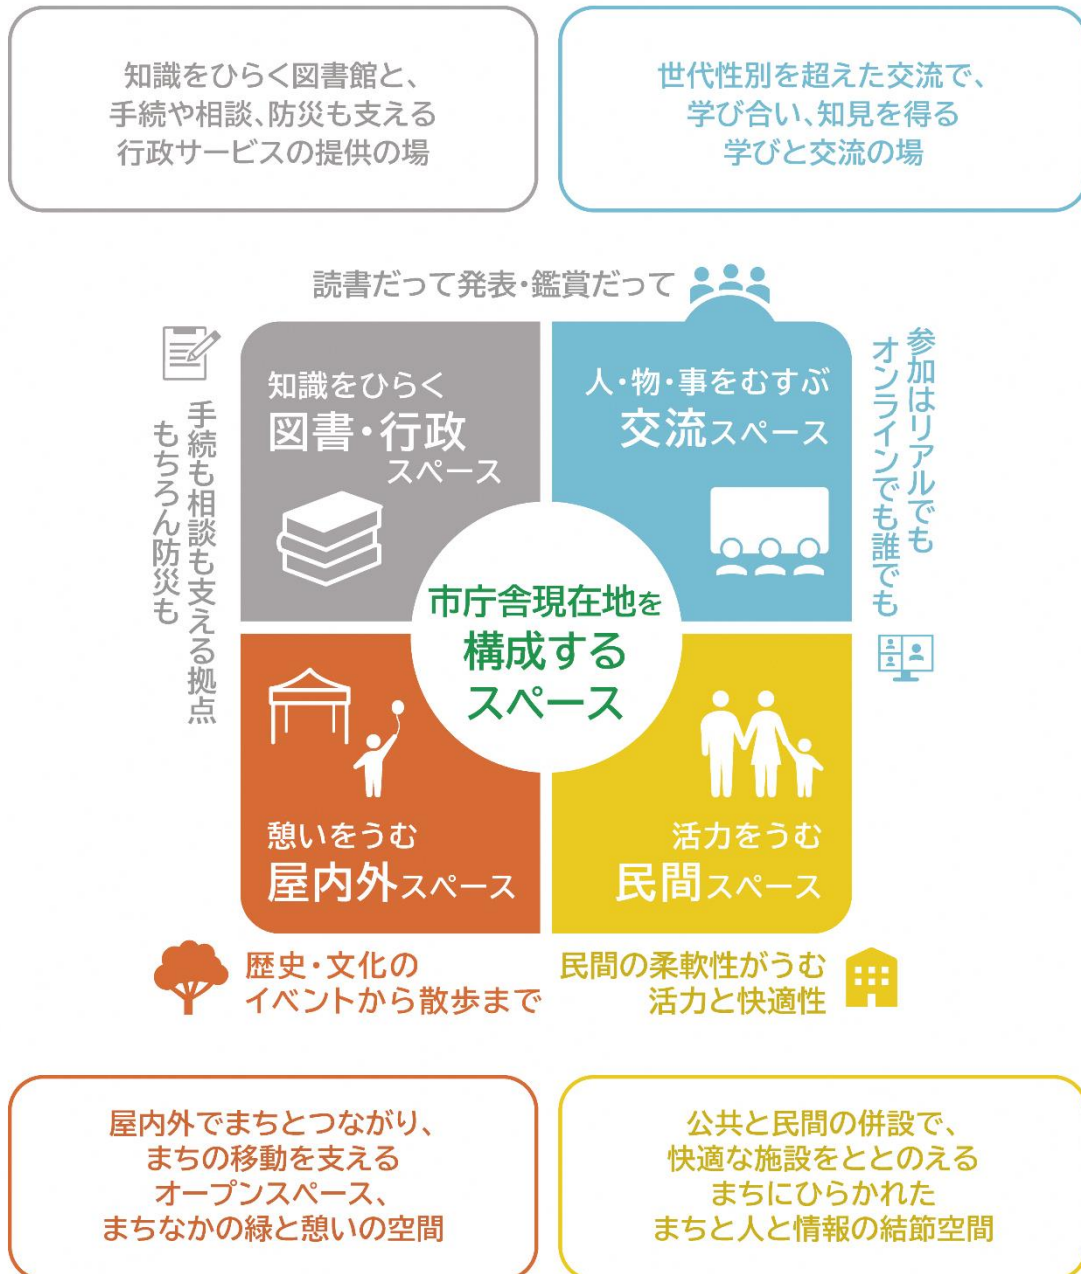 知識をひらく図書館と、
手続や相談、防災も支える
行政サービスの提供の場
世代性別を超えた交流で、
学び合い、知見を得る
学びと交流の場
読書だって発表・鑑賞だって
手続も相談も支える拠点
もちろん防災も
知識をひらく
図書・行政
スペース
人・物・事をむすぶ
交流スペース
参加はリアルでも
オンラインでも誰でも
市庁舎現在地を
構成する
スペース
憩いをうむ
屋内外スペース
活力をうむ
民間スペース
歴史・文化の
イベントから散歩まで
民間の柔軟性がうむ
活力と快適性
屋内外でまちとつながり、
まちの移動を支える
オープンスペース、
まちなかの緑と憩いの空間
公共と民間の併設で、
快適な施設をととのえる
まちにひらかれた
まちと人と情報の結節空間